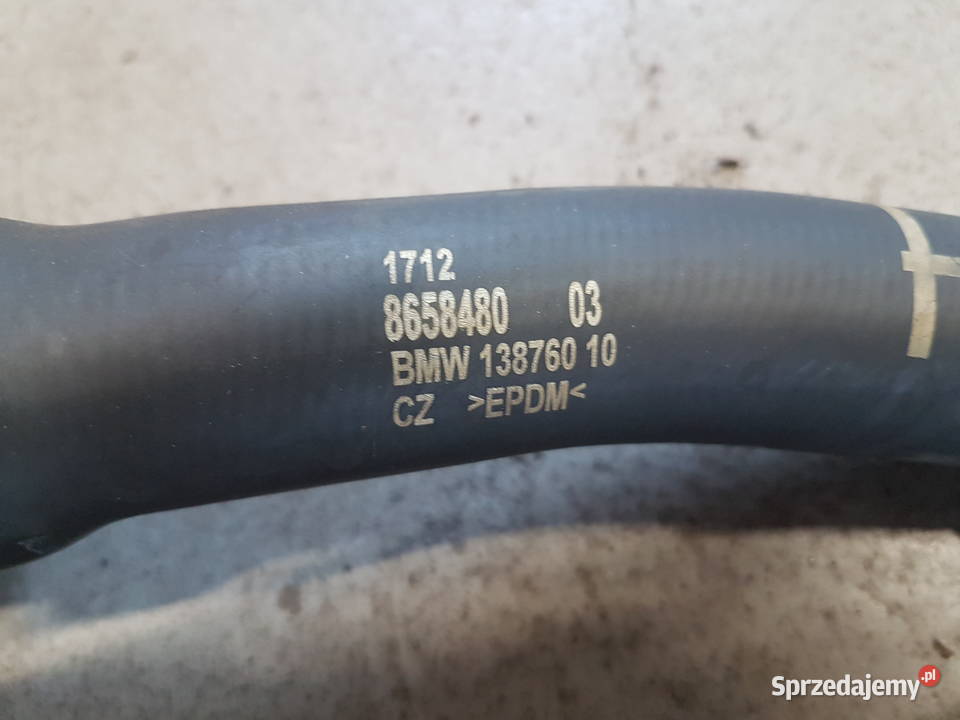 1712
8658480 03
BMW 138760 10
CZ >EPDM<
Sprzedajemy.pl